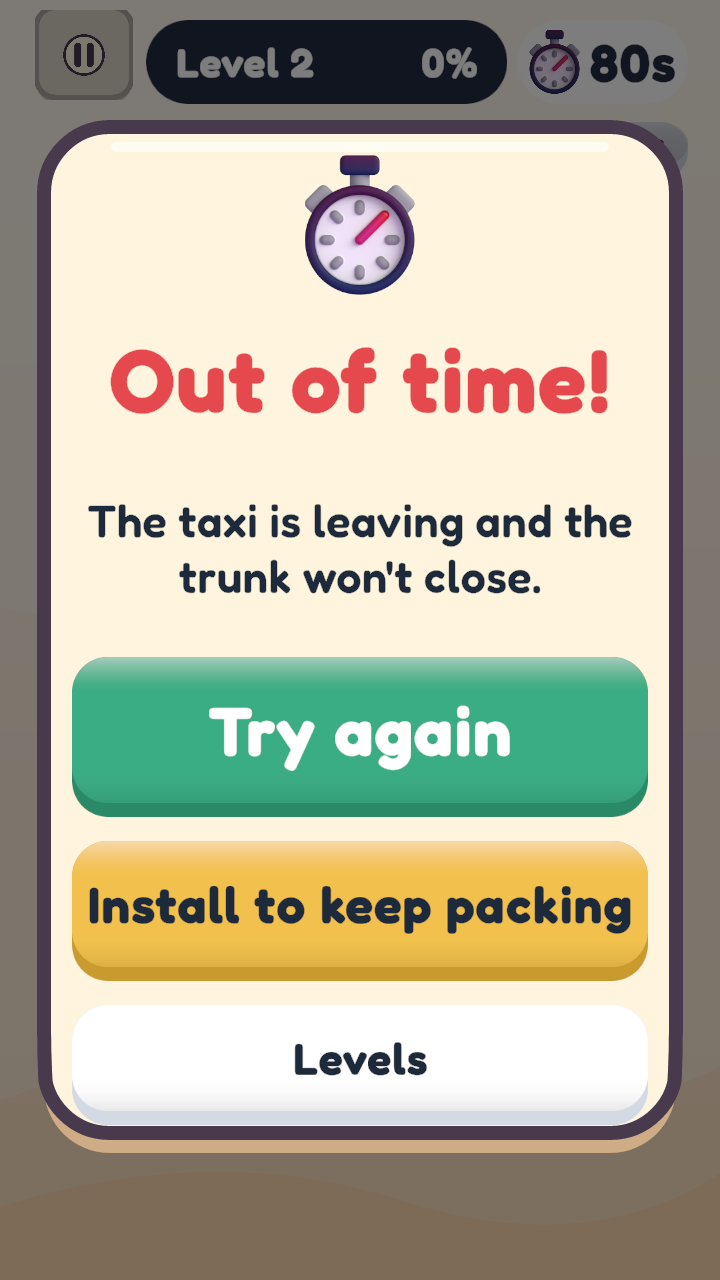 Level 2 0% 80s
Out of time!
The taxi is leaving and the
trunk won't close.
Try again
Install to keep packing
Levels